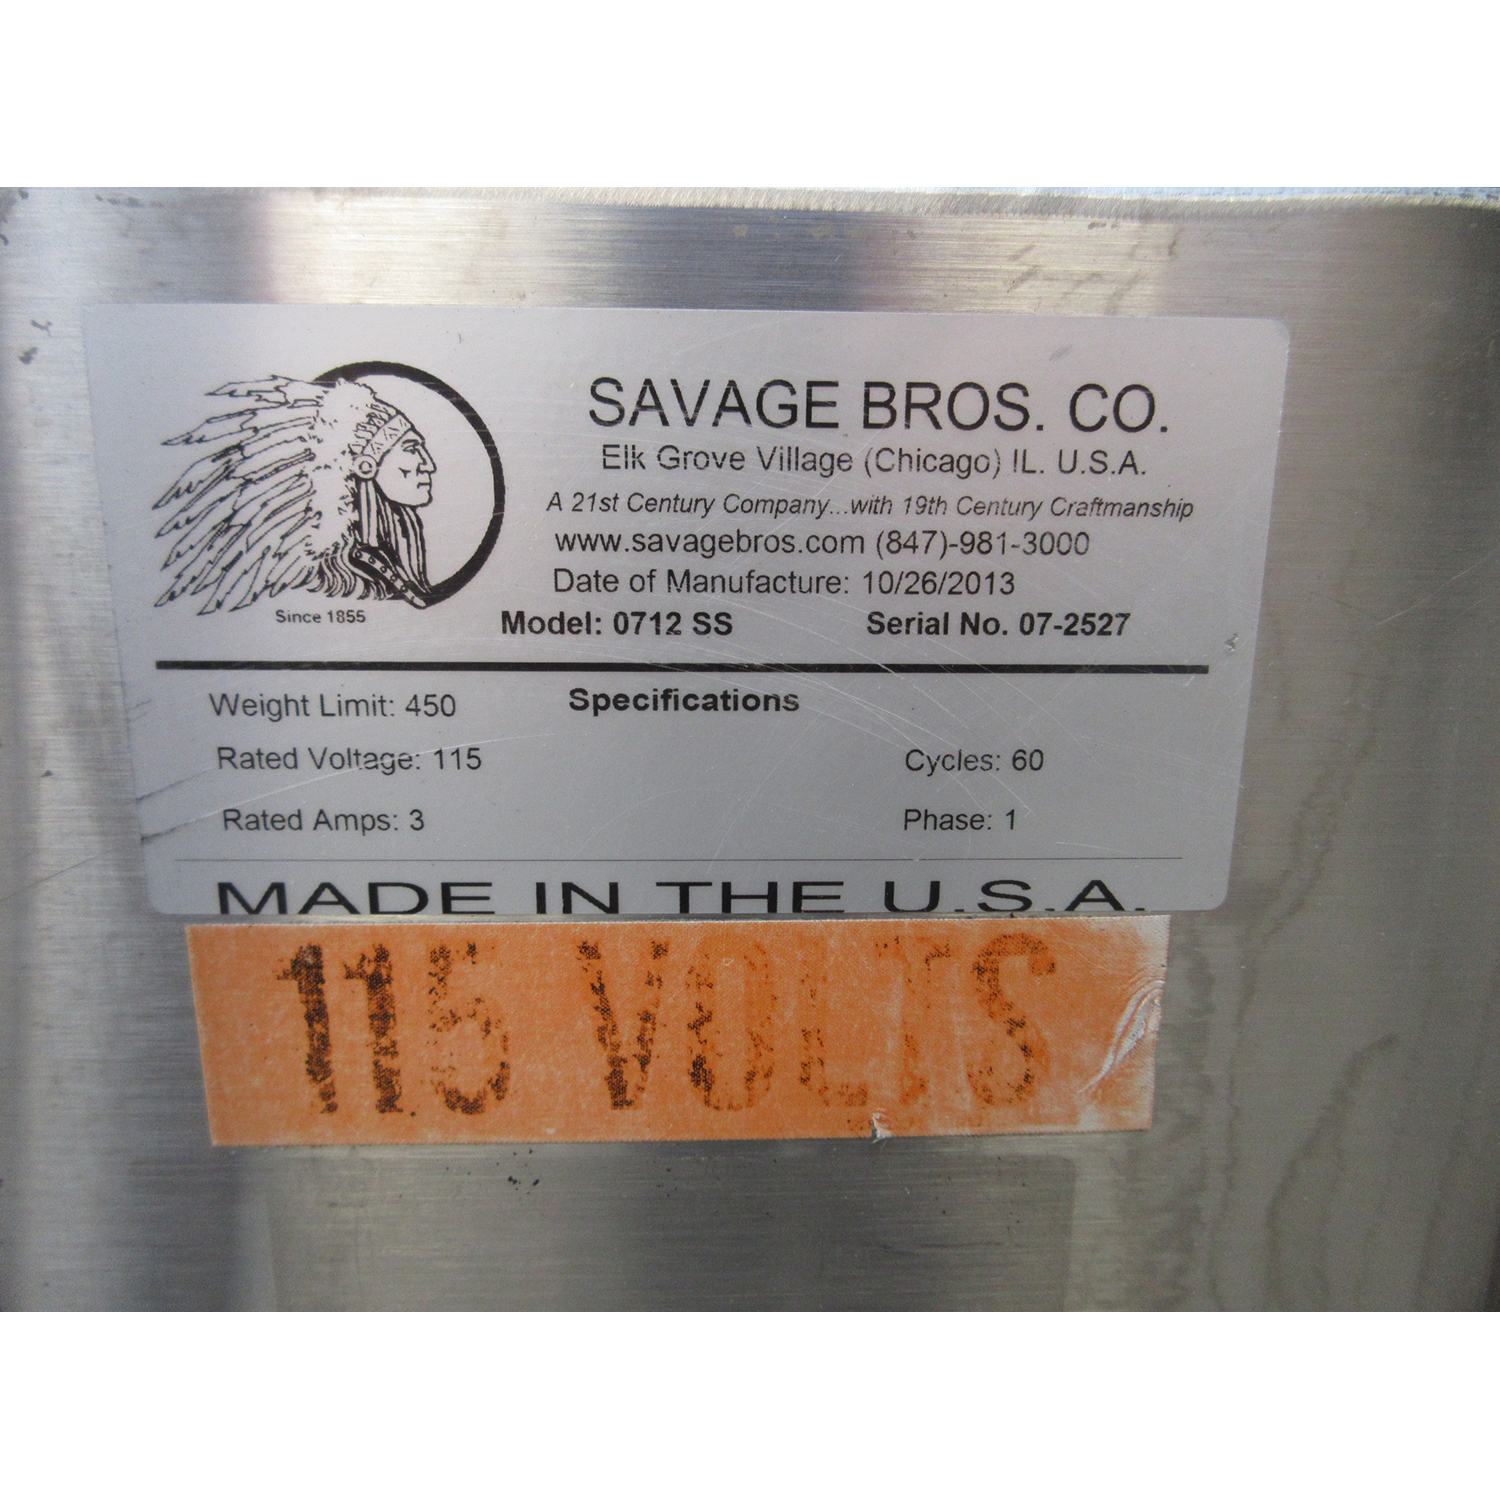 SAVAGE BROS. CO.
Elk Grove Village (Chicago) IL. U.S.A.
A 21st Century Company...with 19th Century Craftmanship
www.savagebros.com (847)-981-3000
Date of Manufacture: 10/26/2013
Since 1855
Model: 0712 SS Serial No. 07-2527
Weight Limit: 450 Specifications
Rated Voltage: 115 Cycles: 60
Rated Amps: 3 Phase: 1
MADE IN THE U.S.A.
115 VOLTS